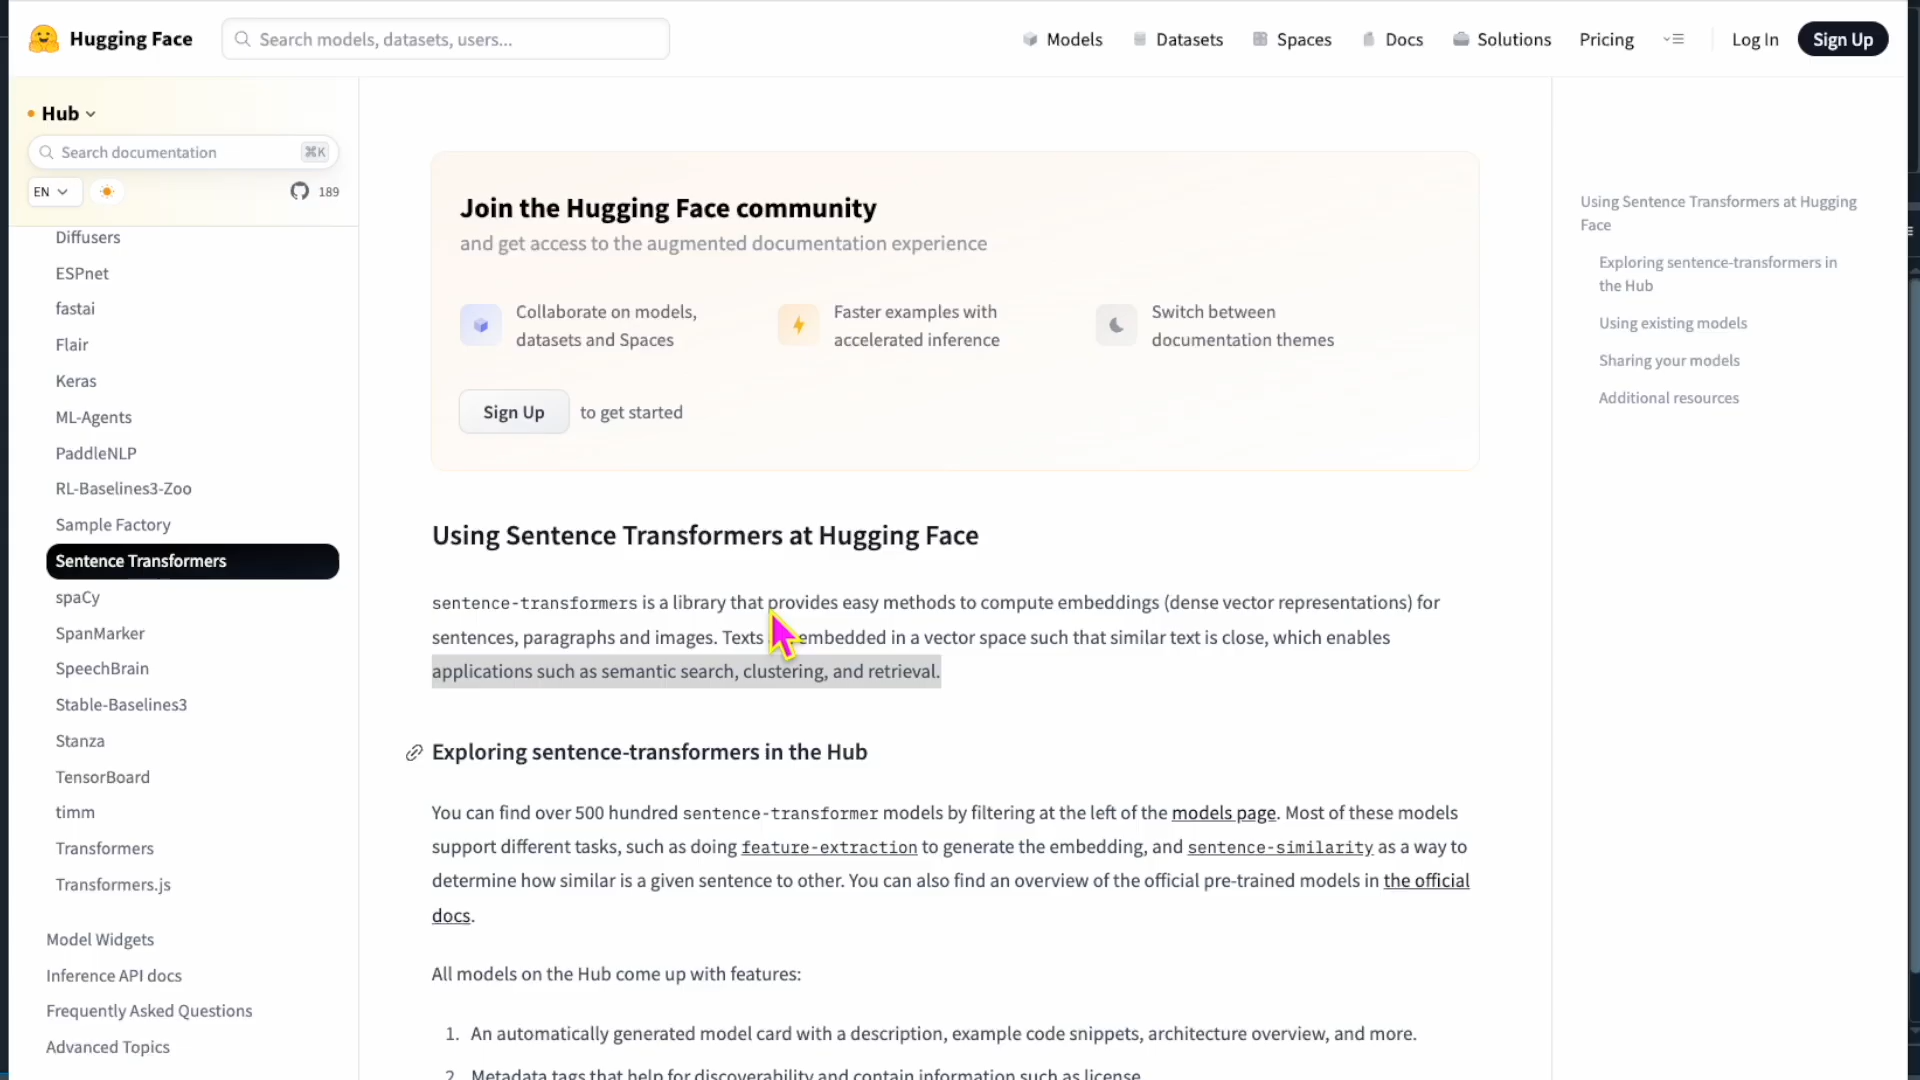 Hugging Face
Search models, datasets, users...
Models
Datasets
Spaces
Docs
Solutions
Pricing
Log In
Sign Up
Hub
Search documentation
⌘K
EN
189
Diffusers
ESPnet
fastai
Flair
Keras
ML-Agents
PaddleNLP
RL-Baselines3-Zoo
Sample Factory
Sentence Transformers
spaCy
SpanMarker
SpeechBrain
Stable-Baselines3
Stanza
TensorBoard
timm
Transformers
Transformers.js
Model Widgets
Inference API docs
Frequently Asked Questions
Advanced Topics
Join the Hugging Face community
and get access to the augmented documentation experience
Collaborate on models,
datasets and Spaces
Faster examples with
accelerated inference
Switch between
documentation themes
Sign Up to get started
Using Sentence Transformers at Hugging Face
sentence-transformers is a library that provides easy methods to compute embeddings (dense vector representations) for
sentences, paragraphs and images. Texts embedded in a vector space such that similar text is close, which enables
applications such as semantic search, clustering, and retrieval.
Exploring sentence-transformers in the Hub
You can find over 500 hundred sentence-transformer models by filtering at the left of the models page. Most of these models
support different tasks, such as doing feature-extraction to generate the embedding, and sentence-similarity as a way to
determine how similar is a given sentence to other. You can also find an overview of the official pre-trained models in the official
docs.
All models on the Hub come up with features:
1. An automatically generated model card with a description, example code snippets, architecture overview, and more.
2. Metadata tags that help for discoverability and contain information such as license.
Using Sentence Transformers at Hugging
Face
Exploring sentence-transformers in
the Hub
Using existing models
Sharing your models
Additional resources